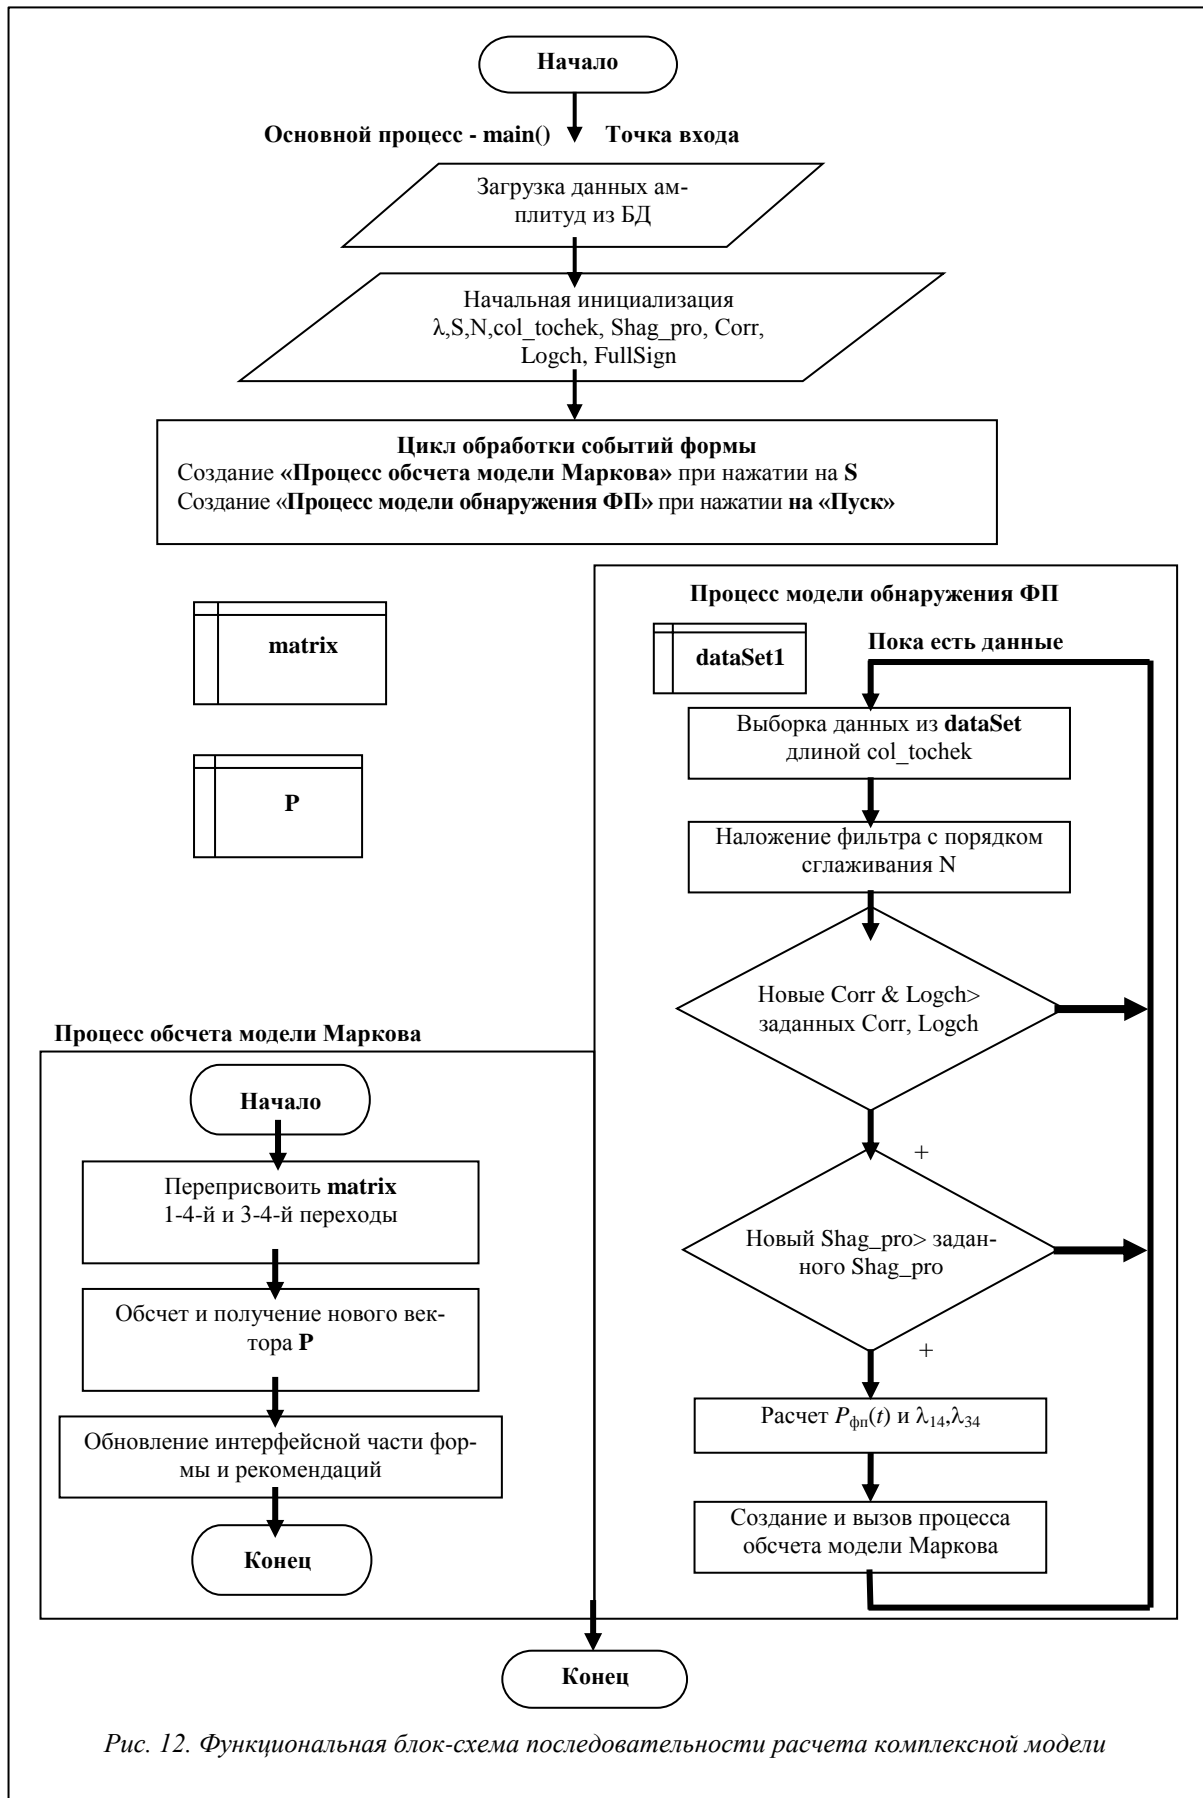 Начало
Основной процесс - main() Точка входа
Загрузка данных ам-
плитуд из БД
Начальная инициализация
λ,S,N,col_tochek, Shag_pro, Corr,
Logch, FullSign
Цикл обработки событий формы
Создание «Процесс обсчета модели Маркова» при нажатии на S
Создание «Процесс модели обнаружения ФП» при нажатии на «Пуск»
matrix
P
Процесс модели обнаружения ФП
dataSet1
Пока есть данные
Выборка данных из dataSet
длиной col_tochek
Наложение фильтра с порядком
сглаживания N
Новые Corr & Logch>
заданных Corr, Logch
+
Новый Shag_pro> задан-
ного Shag_pro
+
Расчет Pфп(t) и λ14,λ34
Создание и вызов процесса
обсчета модели Маркова
Процесс обсчета модели Маркова
Начало
Переприсвоить matrix
1-4-й и 3-4-й переходы
Обсчет и получение нового век-
тора P
Обновление интерфейсной части фор-
мы и рекомендаций
Конец
Конец
Рис. 12. Функциональная блок-схема последовательности расчета комплексной модели